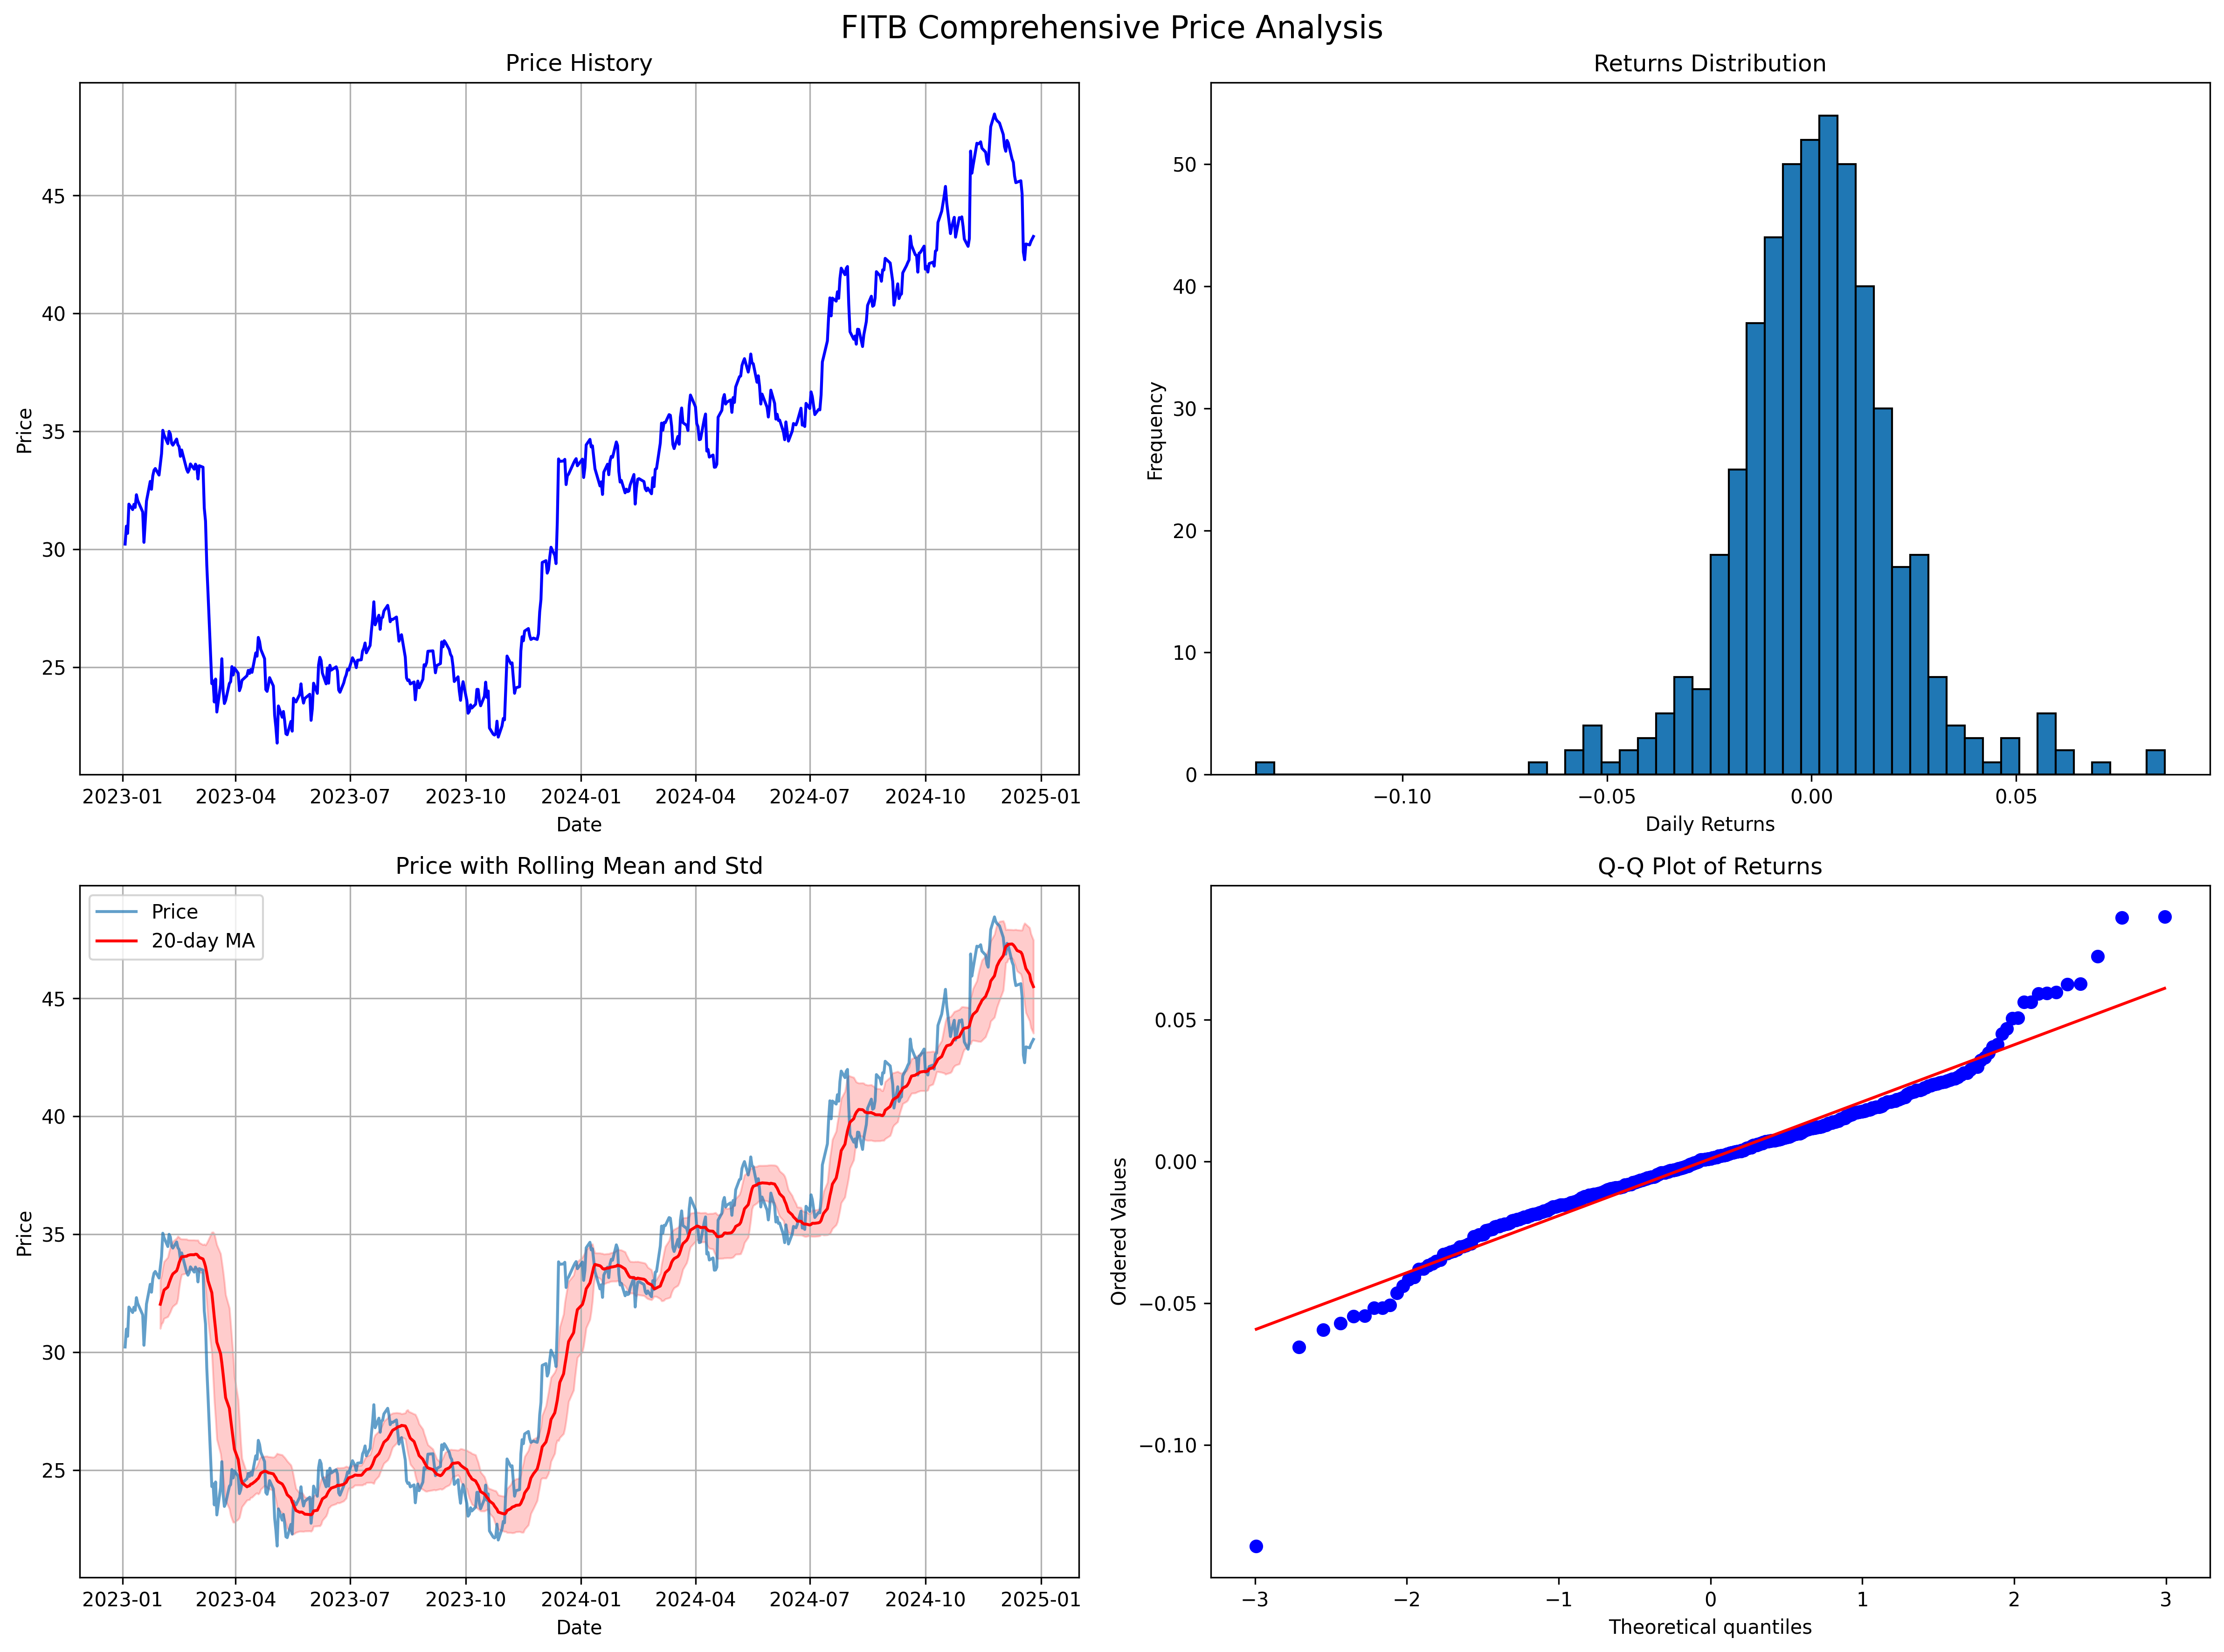 FITB Comprehensive Price Analysis
Price History
Price
45
40
35
30
25
2023-01 2023-04 2023-07 2023-10 2024-01 2024-04 2024-07 2024-10 2025-01
Date
Returns Distribution
Frequency
50
40
30
20
10
0
−0.10 −0.05 0.00 0.05
Daily Returns
Price with Rolling Mean and Std
Price
20-day MA
Price
45
40
35
30
25
2023-01 2023-04 2023-07 2023-10 2024-01 2024-04 2024-07 2024-10 2025-01
Date
Q-Q Plot of Returns
Ordered Values
0.05
0.00
−0.05
−0.10
−3 −2 −1 0 1 2 3
Theoretical quantiles